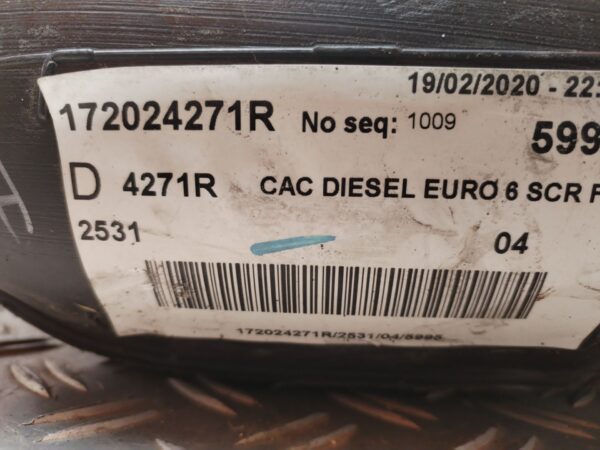 19/02/2020 - 22:
172024271R No seq: 1009 599
D 4271R CAC DIESEL EURO 6 SCR F
2531 04
172024271R/2531/04/5995